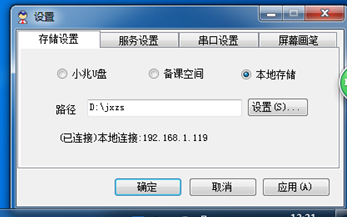 设置
存储设置 服务设置 串口设置 屏幕画笔
小兆U盘 备课空间 本地存储
路径 D:\jxzs 设置(S)...
(已连接)本地连接:192.168.1.119
确定 取消 应用(A)